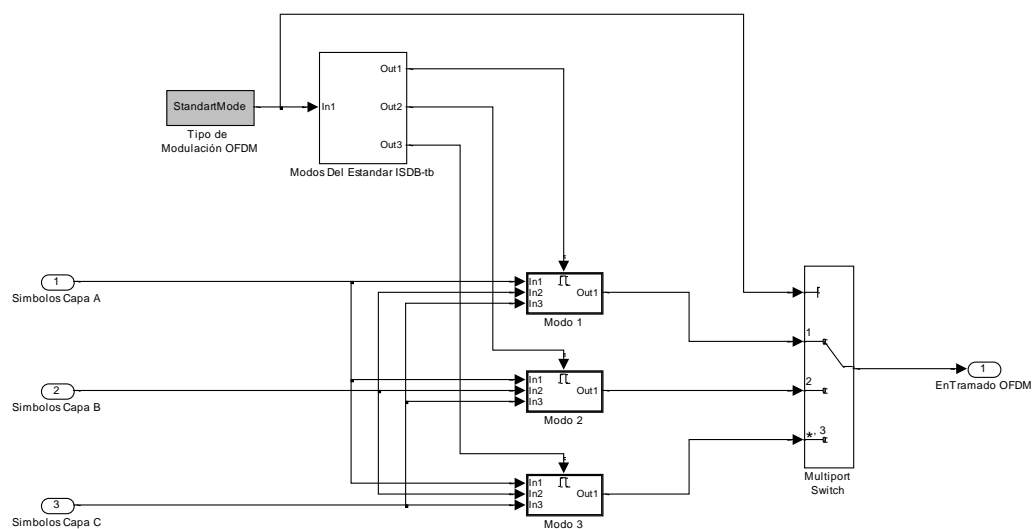 Out1
StandartMode
In1
Out2
Tipo de
Modulación OFDM
Out3
Modos Del Estandar ISDB-tb
1
Simbolos Capa A
In1
In2
In3
Out1
Modo 1
1
2
Simbolos Capa B
In1
In2
In3
Out1
Modo 2
2
1
EnTramado OFDM
*, 3
3
Simbolos Capa C
In1
In2
In3
Out1
Modo 3
Multiport
Switch